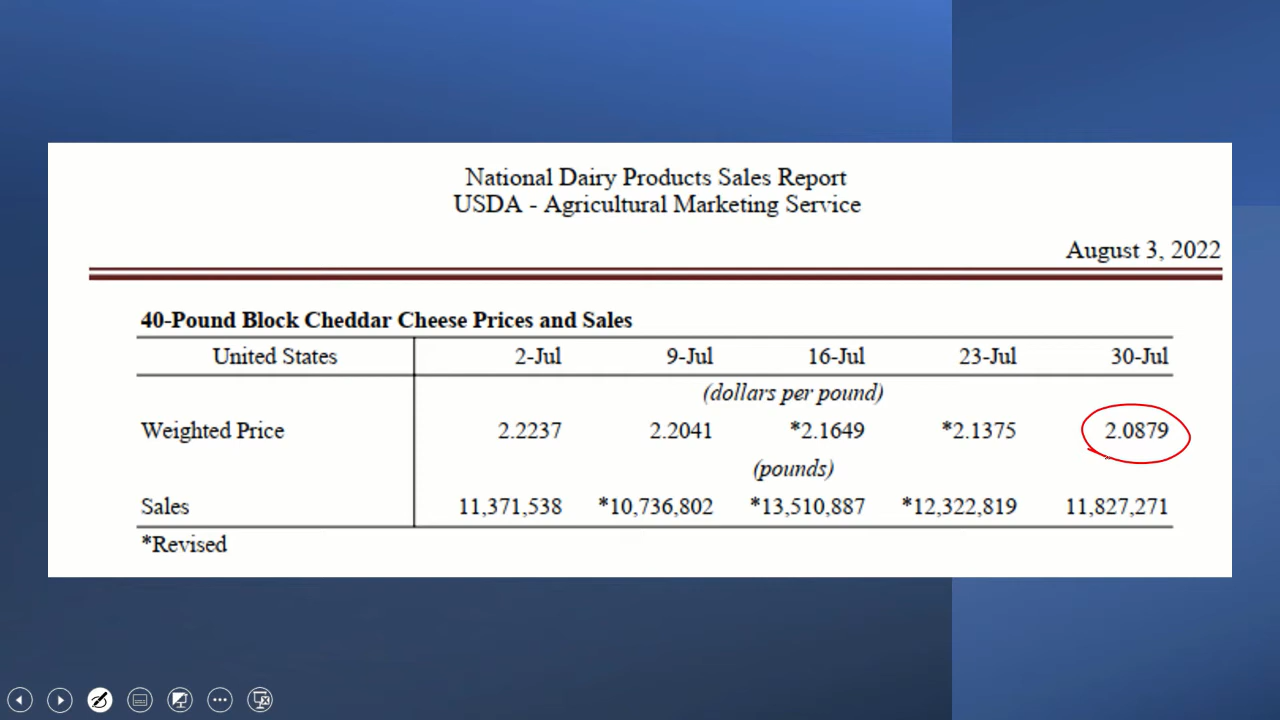 National Dairy Products Sales Report
USDA - Agricultural Marketing Service
August 3, 2022
40-Pound Block Cheddar Cheese Prices and Sales
United States 2-Jul 9-Jul 16-Jul 23-Jul 30-Jul
(dollars per pound)
Weighted Price 2.2237 2.2041 *2.1649 *2.1375 2.0879
(pounds)
Sales 11,371,538 *10,736,802 *13,510,887 *12,322,819 11,827,271
*Revised